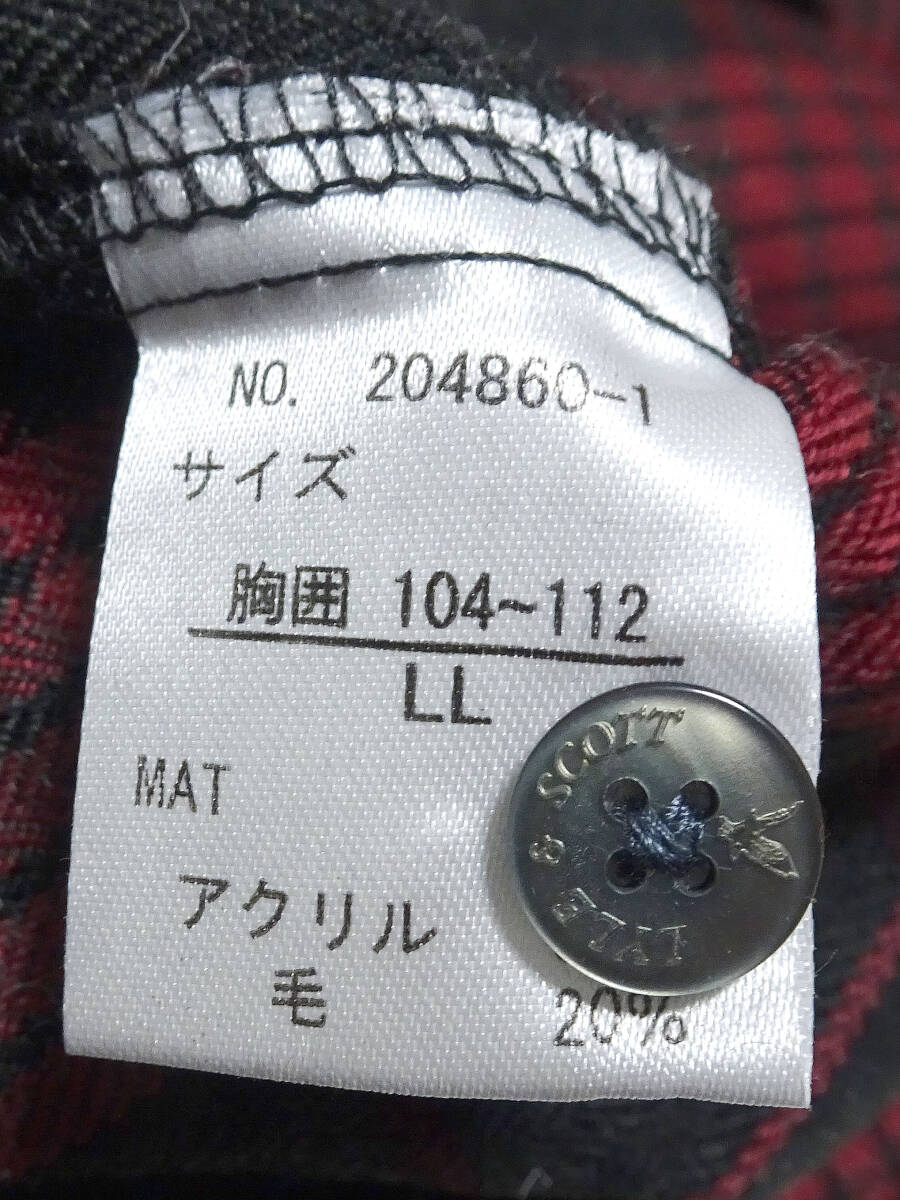 NO. 204860-1
サイズ
胸囲 104~112
LL
MAT
アクリル
毛 20%
LYLE & SCOTT